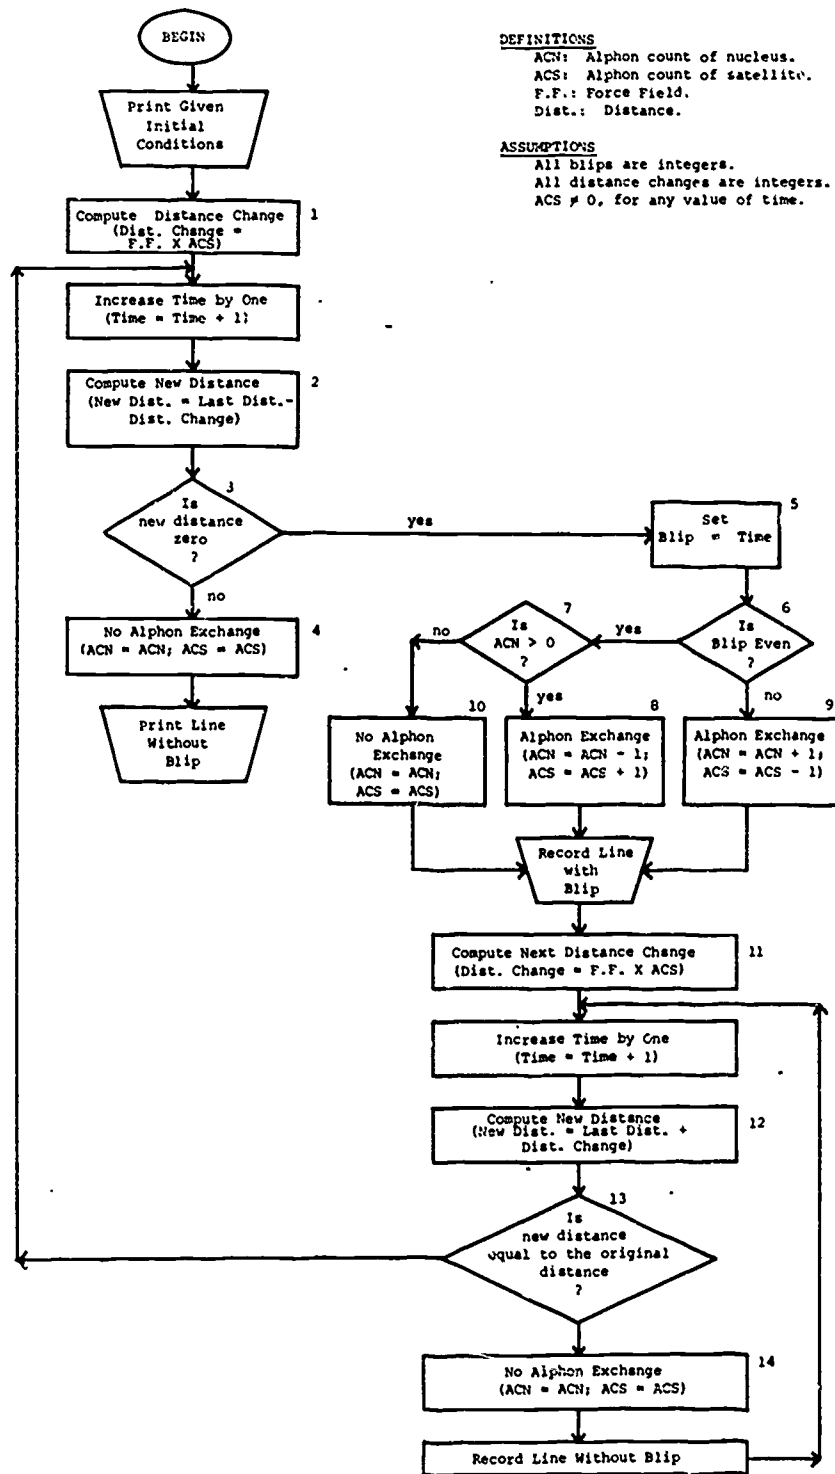 BEGIN
DEFINITIONS
ACN: Alphon count of nucleus.
ACS: Alphon count of satellite.
F.F.: Force Field.
Dist.: Distance.
ASSUMPTIONS
All blips are integers.
All distance changes are integers.
ACS ≠ 0, for any value of time.
Print Given
Initial
Conditions
1
Compute Distance Change
(Dist. Change =
F.F. X ACS)
Increase Time by One
(Time = Time + 1)
2
Compute New Distance
(New Dist. = Last Dist.-
Dist. Change)
3
Is
new distance
zero
?
yes
no
4
No Alphon Exchange
(ACN = ACN; ACS = ACS)
Print Line
Without
Blip
5
Set
Blip = Time
6
Is
Blip Even
?
yes
no
7
Is
ACN > 0
?
no
yes
10
No Alphon
Exchange
(ACN = ACN;
ACS = ACS)
8
Alphon Exchange
(ACN = ACN - 1;
ACS = ACS + 1)
9
Alphon Exchange
(ACN = ACN + 1;
ACS = ACS - 1)
Record Line
with
Blip
11
Compute Next Distance Change
(Dist. Change = F.F. X ACS)
Increase Time by One
(Time = Time + 1)
12
Compute New Distance
(New Dist. = Last Dist. +
Dist. Change)
13
Is
new distance
equal to the original
distance
?
14
No Alphon Exchange
(ACN = ACN; ACS = ACS)
Record Line Without Blip